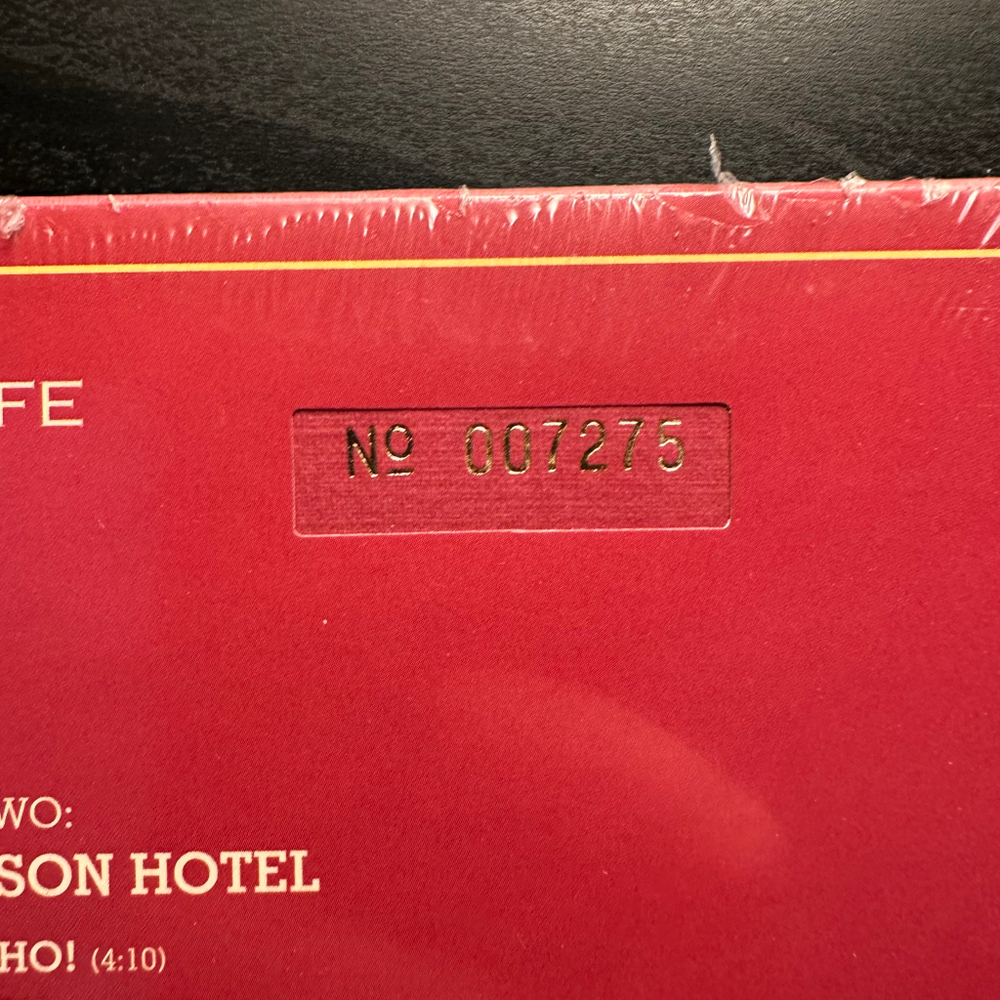 FE
Nº 007275
WO:
SON HOTEL
HO! (4:10)